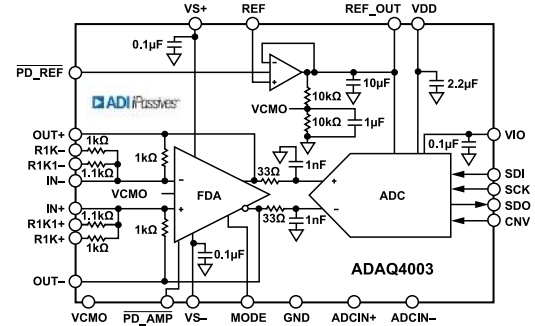 VS+ REF REF_OUT VDD
0.1µF
PD_REF
10µF
2.2µF
ADI iPassives™
10kΩ
VCMO
1µF
10kΩ
OUT+
VIO
1kΩ
R1K–
1kΩ
0.1µF
R1K1–
1nF
1.1kΩ
33Ω
SDI
IN–
VCMO
FDA
ADC
SCK
IN+
SDO
1.1kΩ
R1K1+
1kΩ
33Ω
1nF
CNV
R1K+
1kΩ
0.1µF
OUT–
ADAQ4003
VCMO PD_AMP VS– MODE GND ADCIN+ ADCIN–